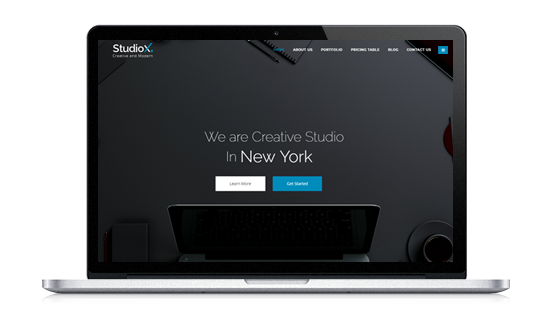 StudioX.
Creative and Modern
HOME ABOUT US PORTFOLIO PRICING TABLE BLOG CONTACT US
We are Creative Studio
In New York
Learn More
Get Started